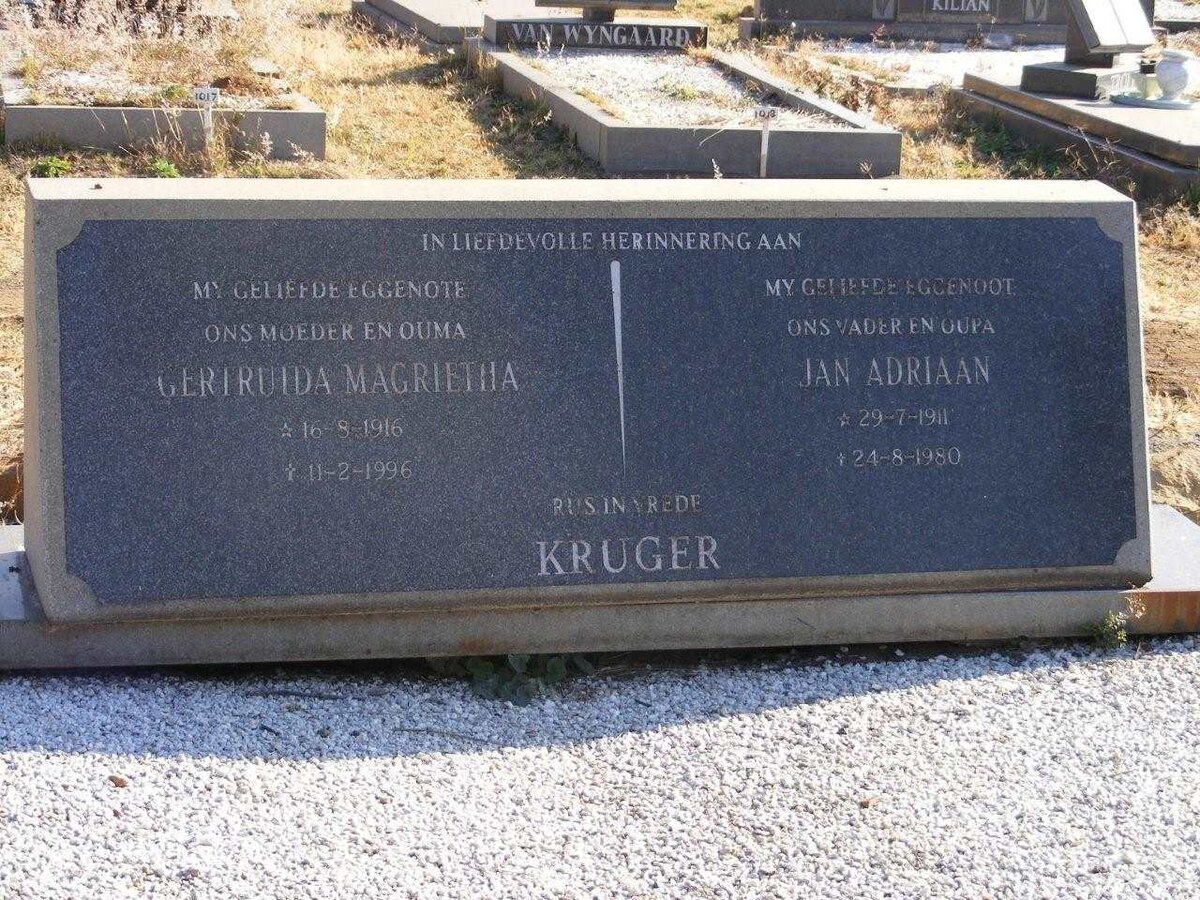 KILIAN
VAN WYNGAARD
1017
1018
IN LIEFDEVOLLE HERINNERING AAN
MY GELIEFDE EGGENOTE
ONS MOEDER EN OUMA
GERTRUIDA MAGRIETHA
☆ 16-8-1916
† 11-2-1996
MY GELIEFDE EGGENOOT
ONS VADER EN OUPA
JAN ADRIAAN
☆ 29-7-1911
† 24-8-1980
RUS IN VREDE
KRUGER